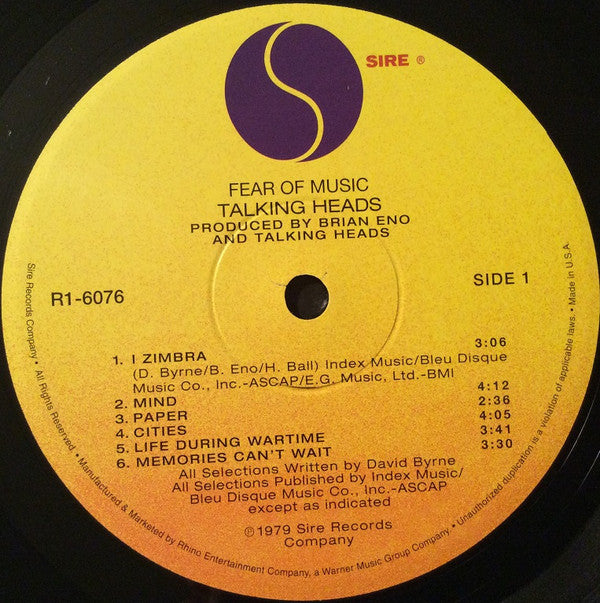 SIRE ®
FEAR OF MUSIC
TALKING HEADS
PRODUCED BY BRIAN ENO
AND TALKING HEADS
R1-6076
SIDE 1
1. I ZIMBRA 3:06
(D. Byrne/B. Eno/H. Ball) Index Music/Bleu Disque
Music Co., Inc.-ASCAP/E.G. Music, Ltd.-BMI
2. MIND 4:12
3. PAPER 2:36
4. CITIES 4:05
5. LIFE DURING WARTIME 3:41
6. MEMORIES CAN'T WAIT 3:30
All Selections Written by David Byrne
All Selections Published by Index Music/
Bleu Disque Music Co., Inc.-ASCAP
except as indicated
℗1979 Sire Records
Company
Sire Records Company • All Rights Reserved. • Manufactured & Marketed by Rhino Entertainment Company, a Warner Music Group Company. • Unauthorized duplication is a violation of applicable laws. • Made in U.S.A.